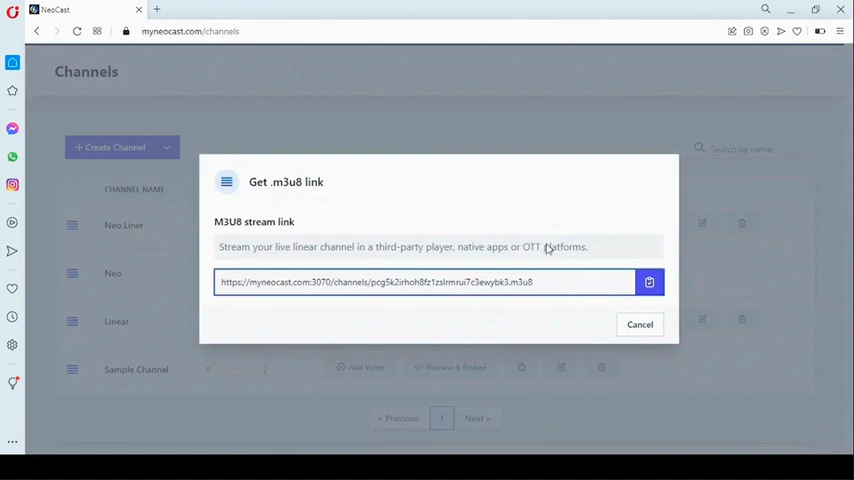 NeoCast
myneocast.com/channels
Channels
+ Create Channel
Search by name
CHANNEL NAME
Neo Liner
Neo
Linear
Sample Channel 0 2 Add Video </> Preview & Embed
« Previous 1 Next »
Get .m3u8 link
M3U8 stream link
Stream your live linear channel in a third-party player, native apps or OTT platforms.
https://myneocast.com:3070/channels/pcg5k2irhoh8fz1zslrmrui7c3ewybk3.m3u8
Cancel